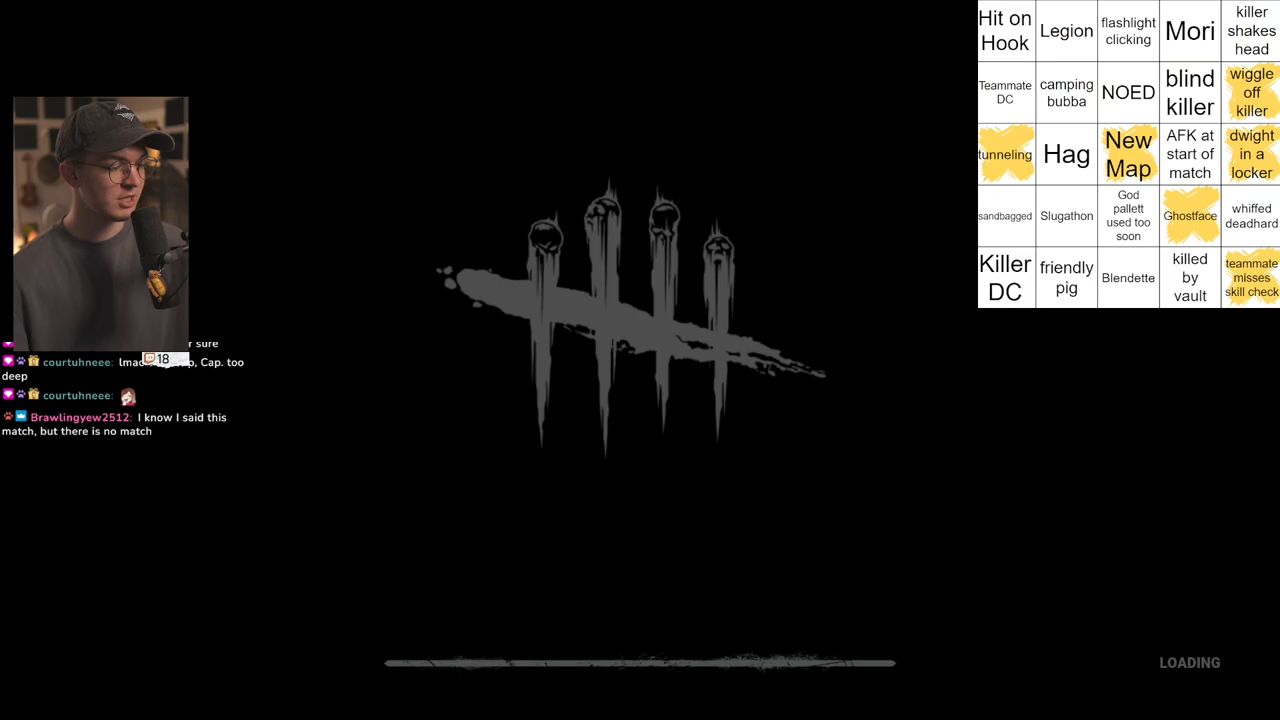 Hit on
Hook
Legion
flashlight
clicking
Mori
killer
shakes
head
Teammate
DC
camping
bubba
NOED
blind
killer
wiggle
off
killer
tunneling
Hag
New
Map
AFK at
start of
match
dwight
in a
locker
sandbagged
Slugathon
God
pallett
used too
soon
Ghostface
whiffed
deadhard
Killer
DC
friendly
pig
Blendette
killed
by
vault
teammate
misses
skill check
r sure
18
courtuhneee: lmao p, Cap. too
deep
courtuhneee:
Brawlingyew2512: I know I said this
match, but there is no match
LOADING